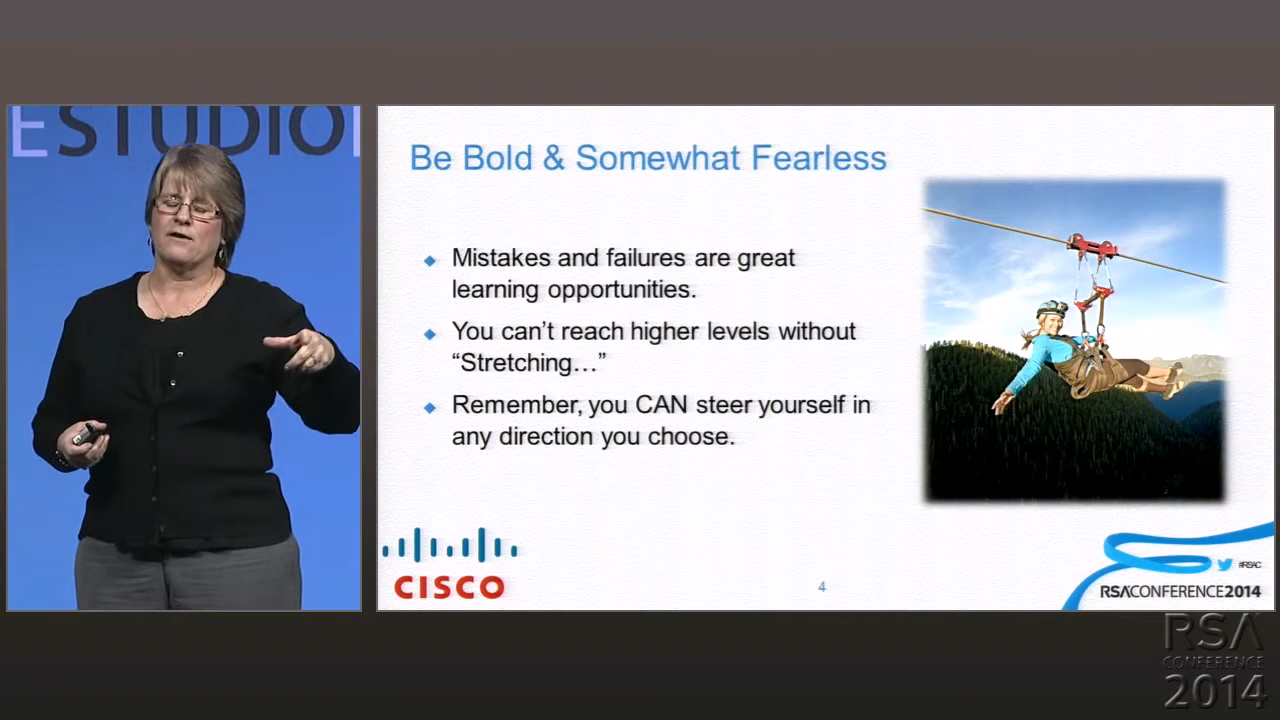 ESTUDIO
Be Bold & Somewhat Fearless
Mistakes and failures are great
learning opportunities.
You can’t reach higher levels without
“Stretching…”
Remember, you CAN steer yourself in
any direction you choose.
CISCO
4
#RSAC
RSACONFERENCE2014
RSA
CONFERENCE
2014